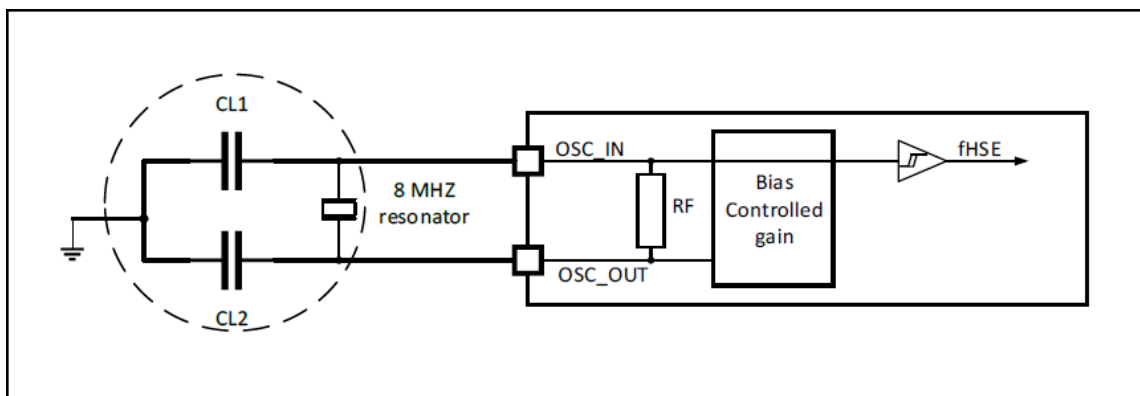 CL1
OSC_IN
fHSE
8 MHZ
resonator
RF
Bias
Controlled
gain
OSC_OUT
CL2